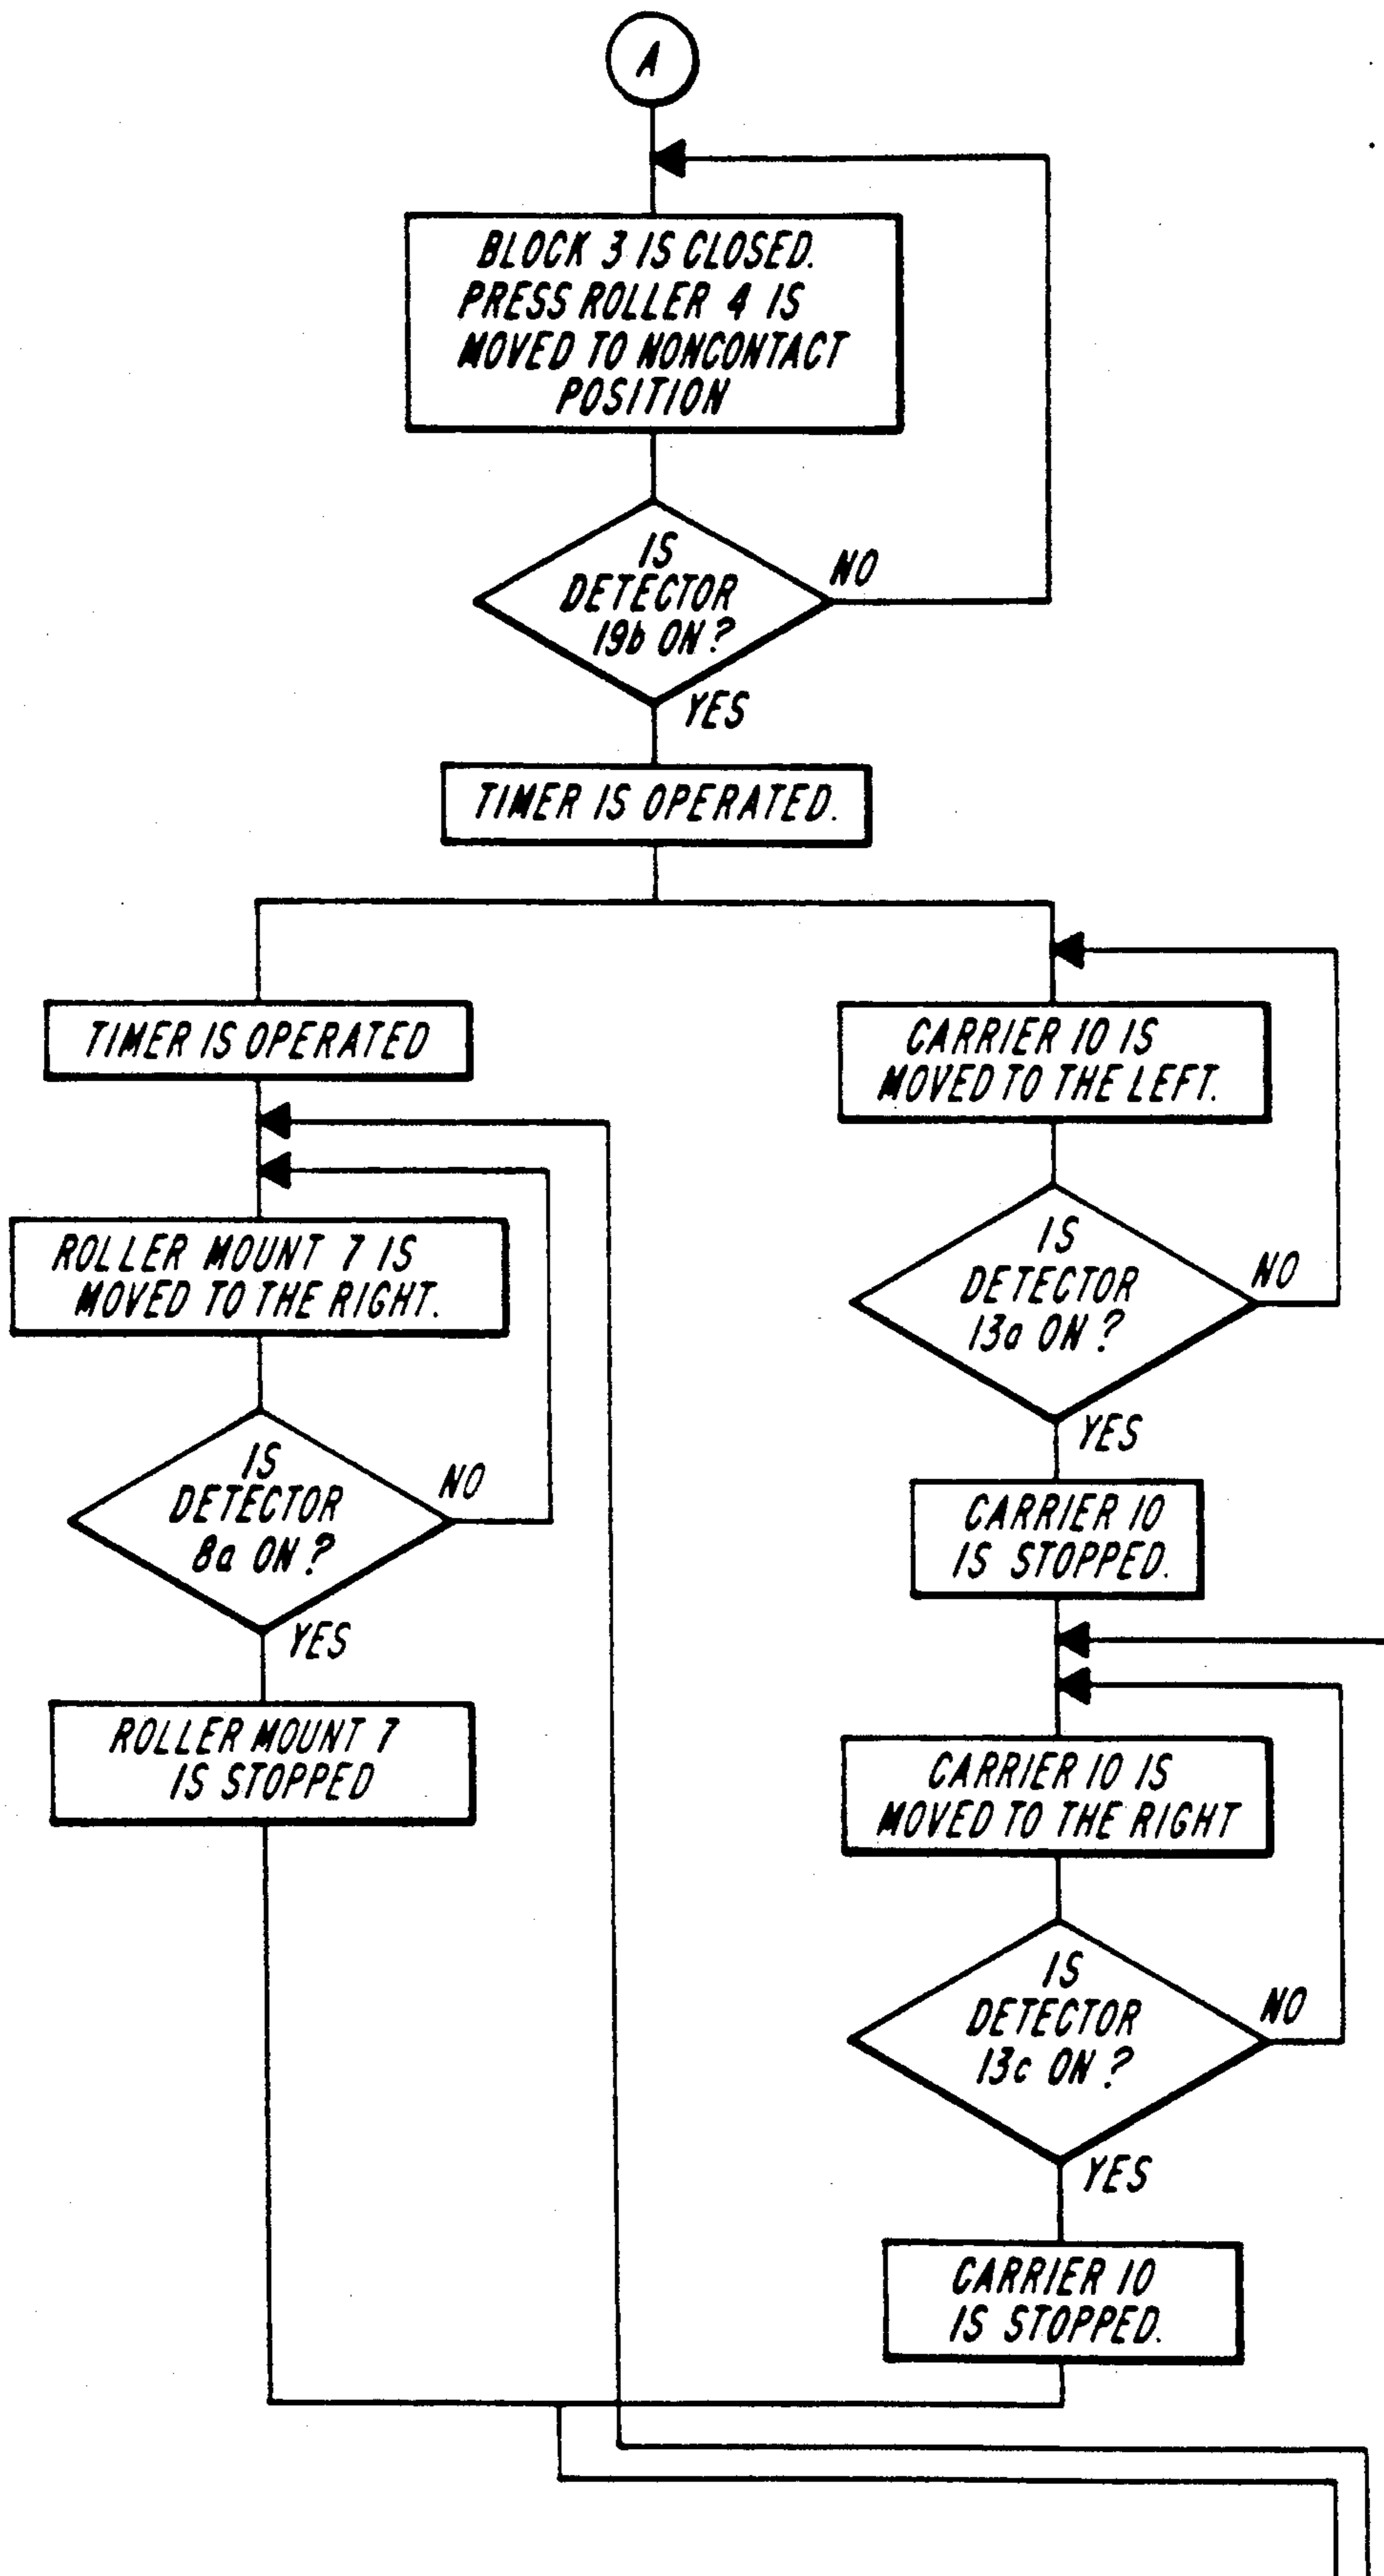 A
BLOCK 3 IS CLOSED.
PRESS ROLLER 4 IS
MOVED TO NONCONTACT
POSITION
IS
DETECTOR
19b ON?
NO
YES
TIMER IS OPERATED.
TIMER IS OPERATED
ROLLER MOUNT 7 IS
MOVED TO THE RIGHT.
IS
DETECTOR
8a ON?
NO
YES
ROLLER MOUNT 7
IS STOPPED
CARRIER 10 IS
MOVED TO THE LEFT.
IS
DETECTOR
13a ON?
NO
YES
CARRIER 10
IS STOPPED.
CARRIER 10 IS
MOVED TO THE RIGHT
IS
DETECTOR
13c ON?
NO
YES
CARRIER 10
IS STOPPED.